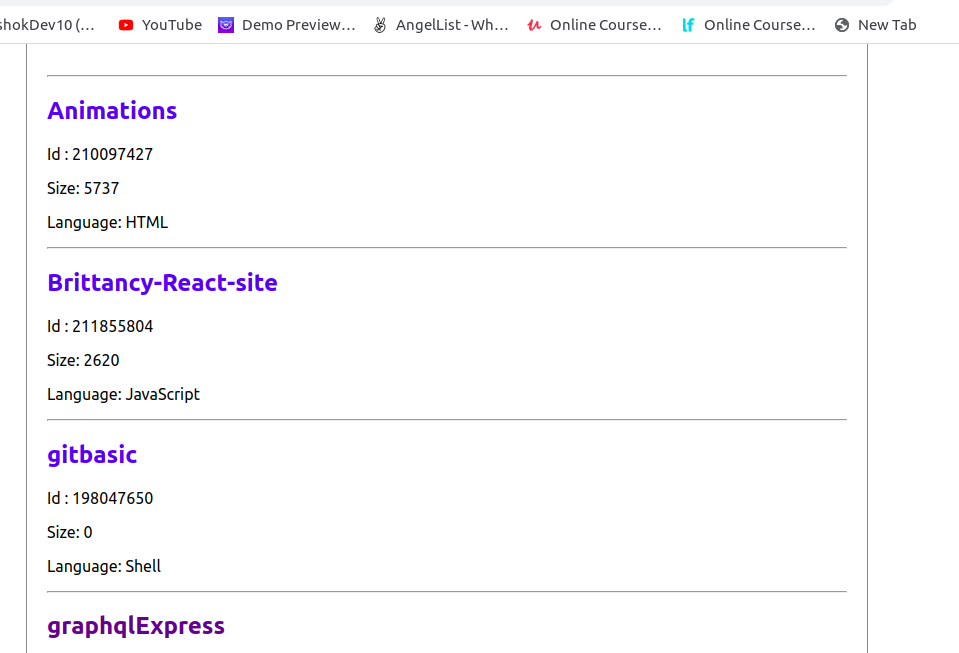 shokDev10 (... YouTube Demo Preview... AngelList - Wh... Online Course... Online Course... New Tab
Animations
Id : 210097427
Size: 5737
Language: HTML
Brittancy-React-site
Id : 211855804
Size: 2620
Language: JavaScript
gitbasic
Id : 198047650
Size: 0
Language: Shell
graphqlExpress